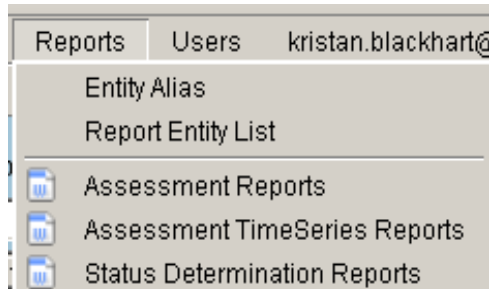 Reports Users kristan.blackhart@
Entity Alias
Report Entity List
Assessment Reports
Assessment TimeSeries Reports
Status Determination Reports